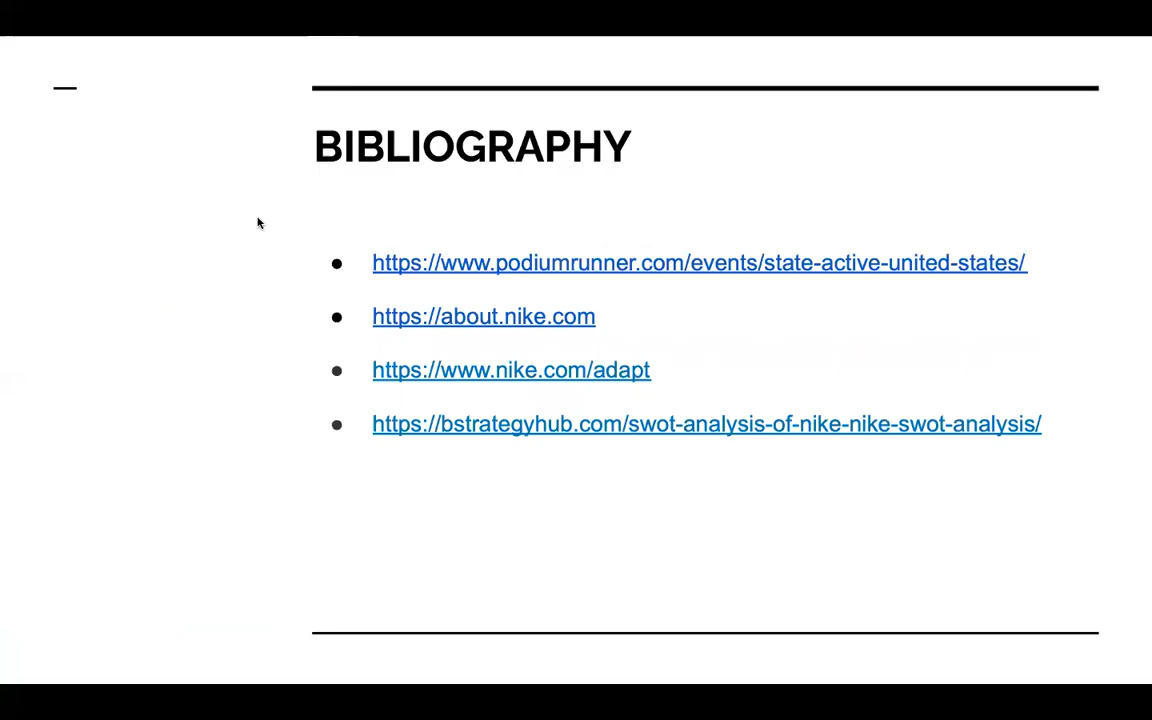 BIBLIOGRAPHY
https://www.podiumrunner.com/events/state-active-united-states/
https://about.nike.com
https://www.nike.com/adapt
https://bstrategyhub.com/swot-analysis-of-nike-nike-swot-analysis/